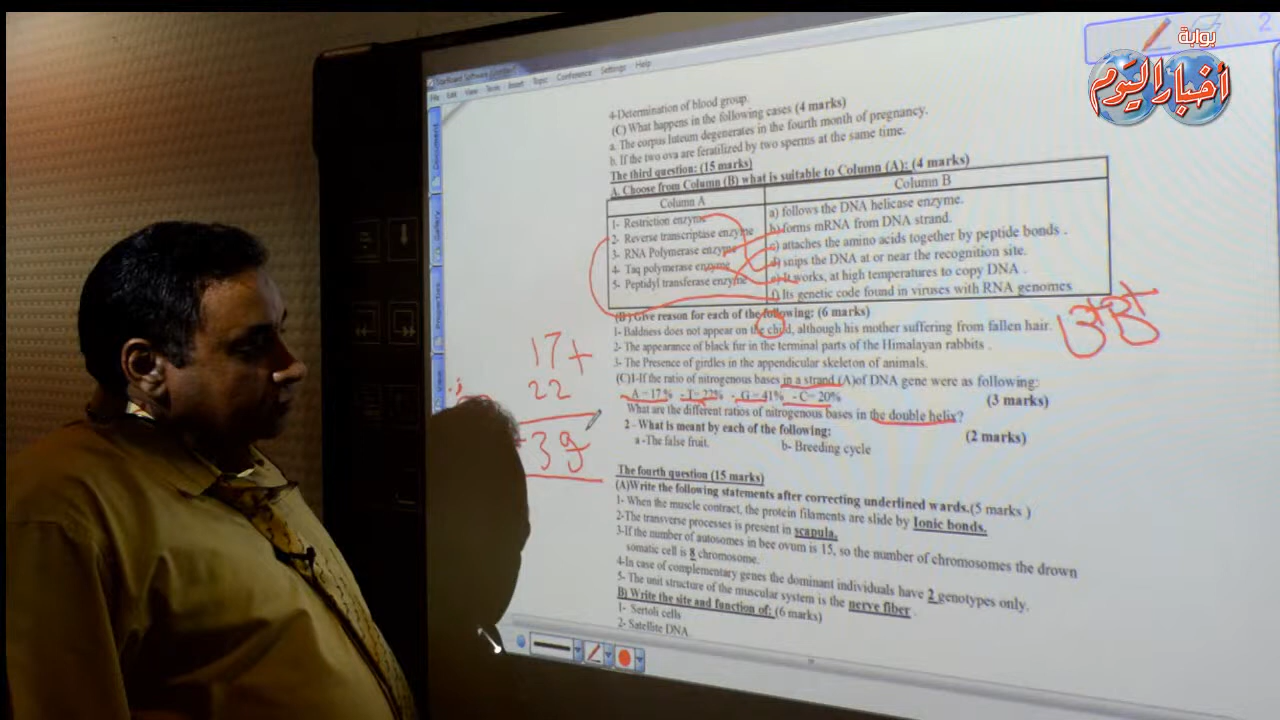 بوابة
أخبار اليوم
2
StarBoard Software
File Edit View Turn Insert Topic Conference Settings Help
4-Determination of blood group.
(C) What happens in the following cases (4 marks)
a. The corpus luteum degenerates in the fourth month of pregnancy.
b. If the two ova are feratilized by two sperms at the same time.
The third question: (15 marks)
A. Choose from Column (B) what is suitable to Column (A): (4 marks)
Column A
Column B
1- Restriction enzyme
2- Reverse transcriptase enzyme
3- RNA Polymerase enzyme
4- Taq polymerase enzyme
5- Peptidyl transferase enzyme
a) follows the DNA helicase enzyme.
b) forms mRNA from DNA strand.
c) attaches the amino acids together by peptide bonds .
d) snips the DNA at or near the recognition site.
e) It works, at high temperatures to copy DNA .
f) Its genetic code found in viruses with RNA genomes
(B) Give reason for each of the following: (6 marks)
1- Baldness does not appear on the child, although his mother suffering from fallen hair.
2- The appearance of black fur in the terminal parts of the Himalayan rabbits .
3- The Presence of girdles in the appendicular skeleton of animals.
(C)1-If the ratio of nitrogenous bases in a strand (A)of DNA gene were as following:
A = 17% - T= 22% - G = 41% - C= 20% (3 marks)
What are the different ratios of nitrogenous bases in the double helix?
2 - What is meant by each of the following: (2 marks)
a -The false fruit. b- Breeding cycle
The fourth question (15 marks)
(A)Write the following statements after correcting underlined wards.(5 marks )
1- When the muscle contract, the protein filaments are slide by Ionic bonds.
2-The transverse processes is present in scapula.
3-If the number of autosomes in bee ovum is 15, so the number of chromosomes the drown
somatic cell is 8 chromosome.
4-In case of complementary genes the dominant individuals have 2 genotypes only.
5- The unit structure of the muscular system is the nerve fiber .
B) Write the site and function of: (6 marks)
1- Sertoli cells
2- Satellite DNA
17+
22
39
B+B+